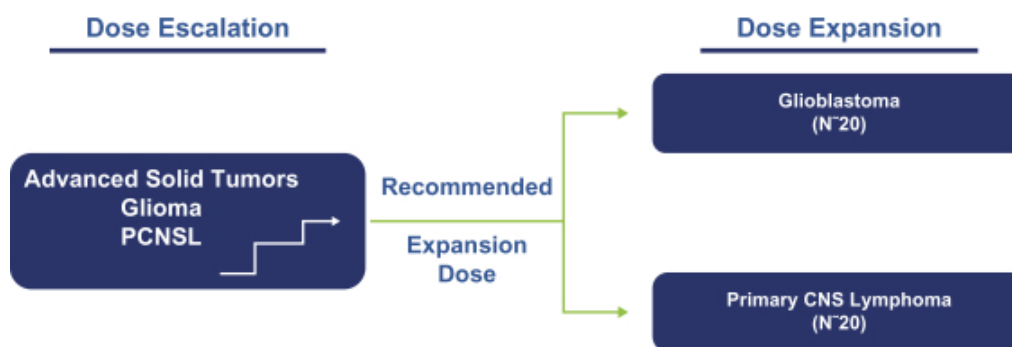 Dose Escalation
Dose Expansion
Advanced Solid Tumors
Glioma
PCNSL
Recommended
Expansion
Dose
Glioblastoma
(N~20)
Primary CNS Lymphoma
(N~20)